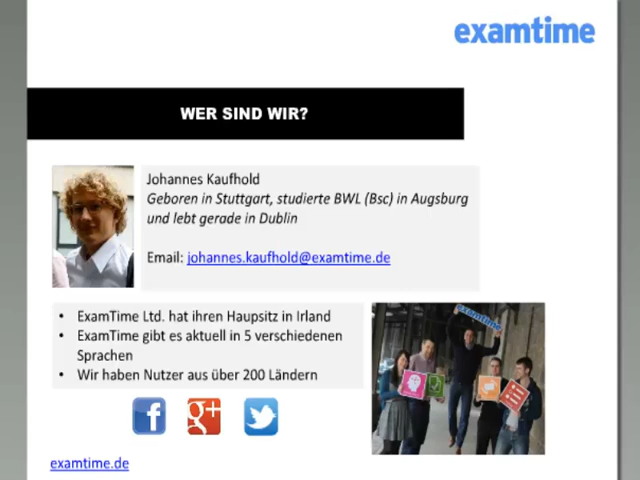 examtime
WER SIND WIR?
Johannes Kaufhold
Geboren in Stuttgart, studierte BWL (Bsc) in Augsburg
und lebt gerade in Dublin
Email: johannes.kaufhold@examtime.de
• ExamTime Ltd. hat ihren Haupsitz in Irland
• ExamTime gibt es aktuell in 5 verschiedenen
Sprachen
• Wir haben Nutzer aus über 200 Ländern
examtime
f
g+
examtime.de